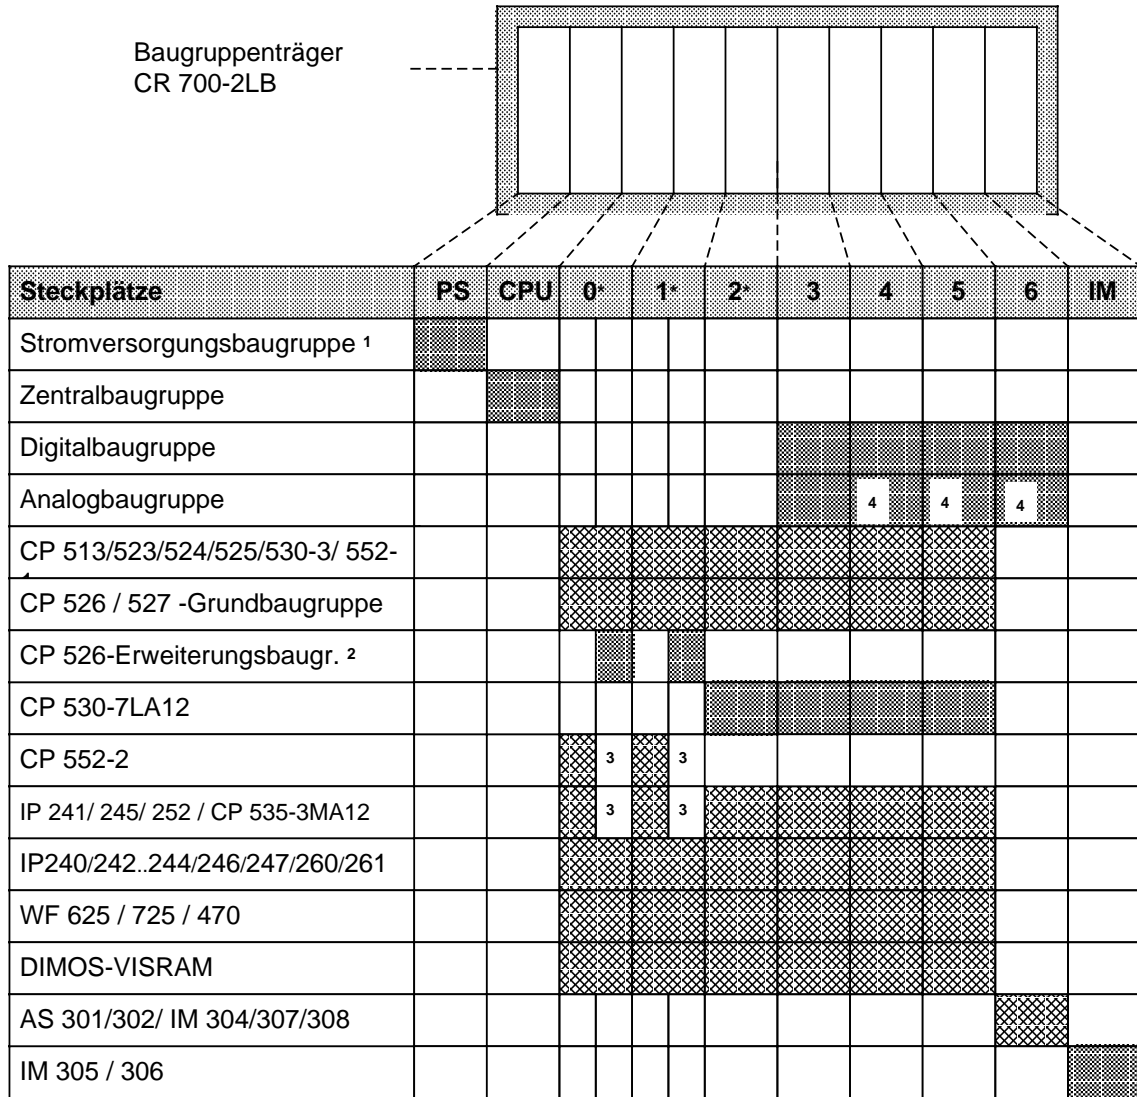 Baugruppenträger
CR 700-2LB
Steckplätze PS CPU 0* 1* 2* 3 4 5 6 IM
Stromversorgungsbaugruppe 1
Zentralbaugruppe
Digitalbaugruppe
Analogbaugruppe 4 4 4
CP 513/523/524/525/530-3/ 552-
CP 526 / 527 -Grundbaugruppe
CP 526-Erweiterungsbaugr. 2
CP 530-7LA12
CP 552-2 3 3
IP 241/ 245/ 252 / CP 535-3MA12 3 3
IP240/242..244/246/247/260/261
WF 625 / 725 / 470
DIMOS-VISRAM
AS 301/302/ IM 304/307/308
IM 305 / 306